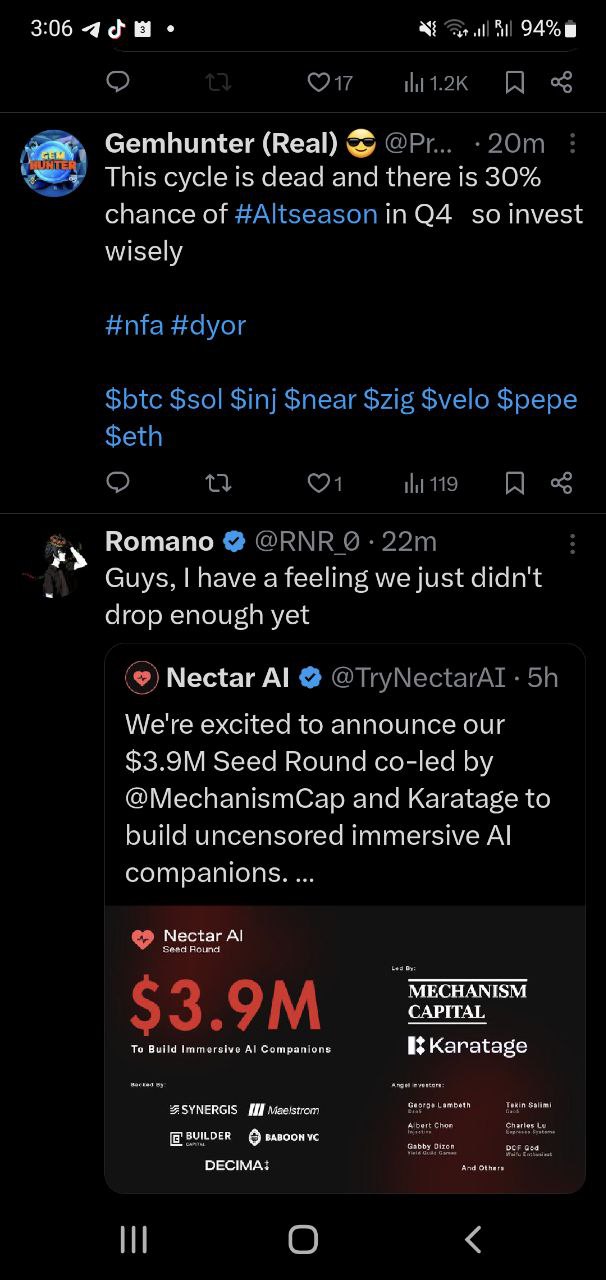 3:06
3
94%
17
1.2K
Gemhunter (Real) 😎 @Pr... · 20m
This cycle is dead and there is 30%
chance of #Altseason in Q4 so invest
wisely
#nfa #dyor
$btc $sol $inj $near $zig $velo $pepe
$eth
1
119
Romano @RNR_0 · 22m
Guys, I have a feeling we just didn't
drop enough yet
Nectar AI @TryNectarAI · 5h
We're excited to announce our
$3.9M Seed Round co-led by
@MechanismCap and Karatage to
build uncensored immersive AI
companions. ...
Nectar AI
Seed Round
$3.9M
To Build Immersive AI Companions
Led By:
MECHANISM
CAPITAL
Karatage
Backed By:
SYNERGIS
Maelstrom
BUILDER
CAPITAL
BABOON VC
DECIMA
Angel Investors:
George Lambeth
Tekin Salimi
Albert Chon
Injective
Charles Lu
Espresso Systems
Gabby Dizon
Yield Guild Games
DCF God
Waifu Enthusiast
And Others